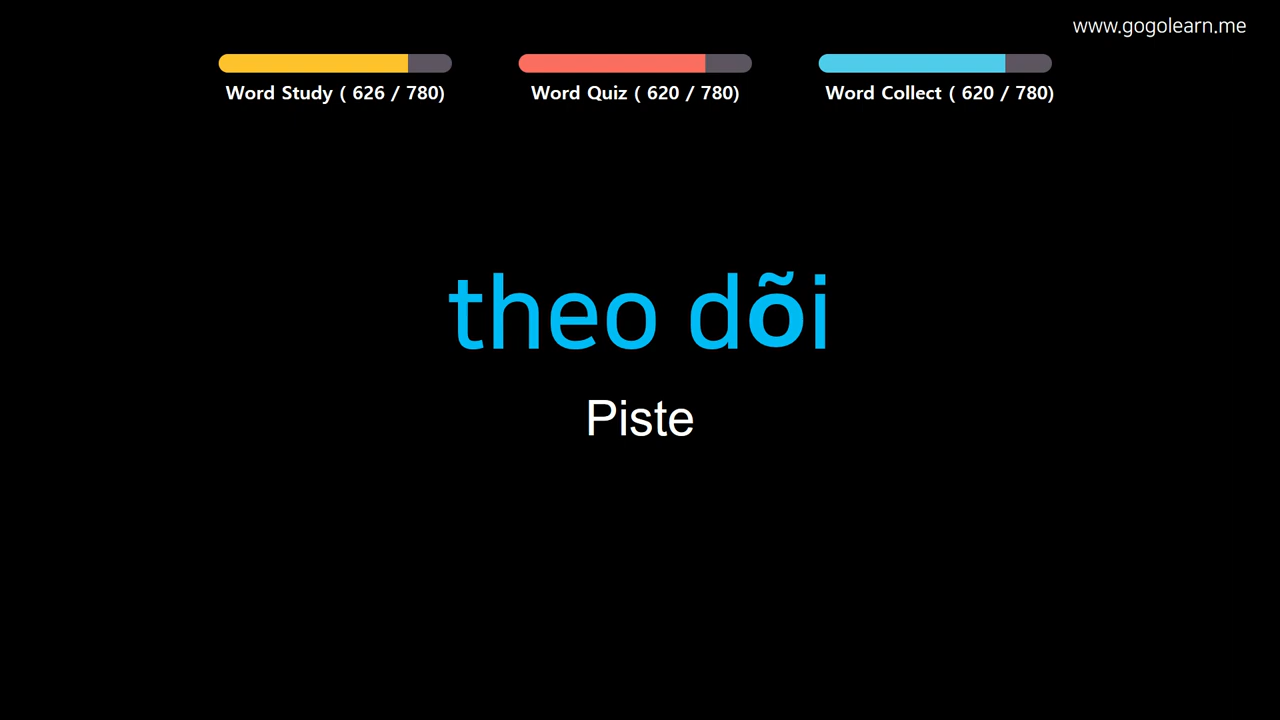 www.gogolearn.me
Word Study ( 626 / 780)
Word Quiz ( 620 / 780)
Word Collect ( 620 / 780)
theo dõi
Piste